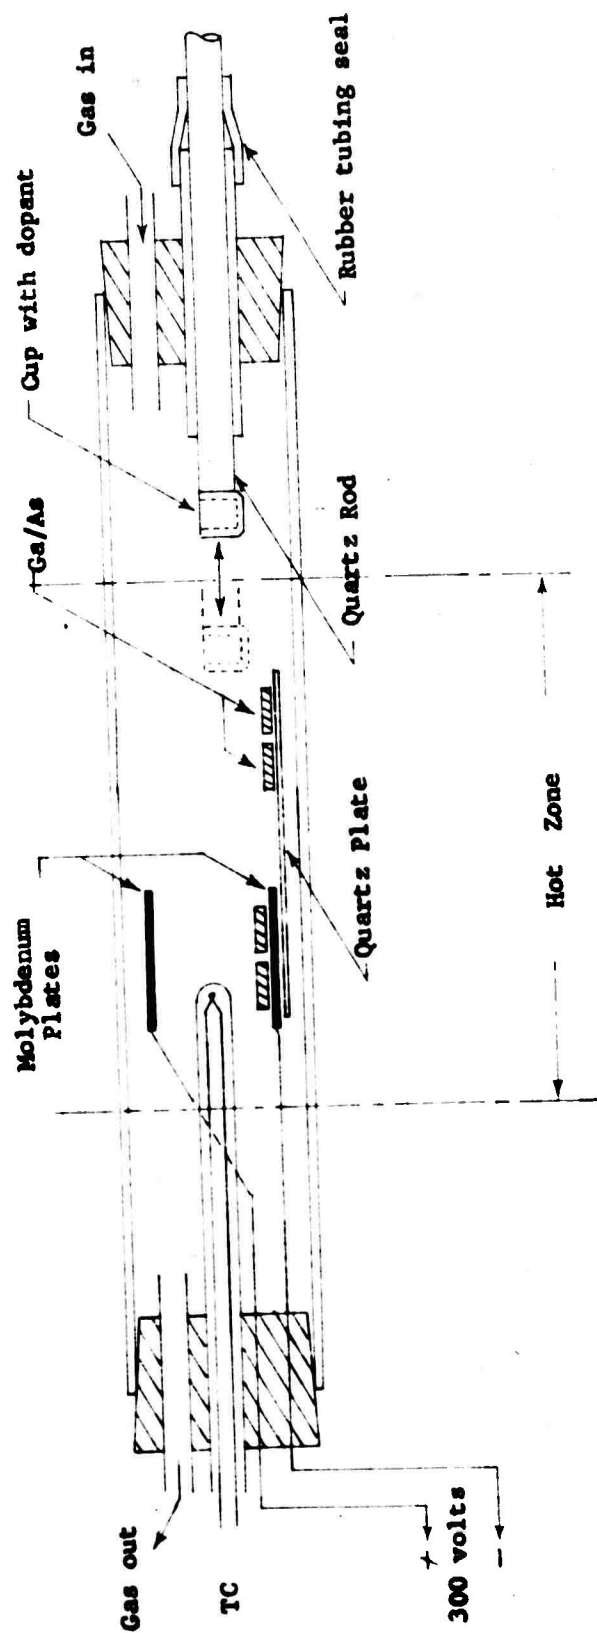 Gas in
Cup with dopant
Ga/As
Rubber tubing seal
Quartz Rod
Molybdenum
Plates
Quartz Plate
Hot Zone
Gas out
TC
+
300 volts
−